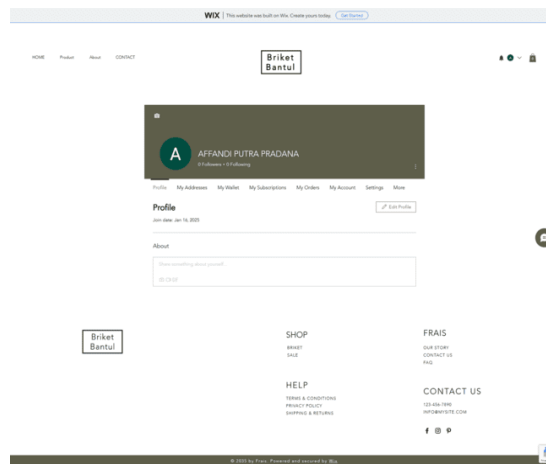 WIX | This website was built on Wix. Create yours today. Get Started
HOME Product About CONTACT
Briket
Bantul
A
A
AFFANDI PUTRA PRADANA
0 Followers • 0 Following
Profile My Addresses My Wallet My Subscriptions My Orders My Account Settings More
Profile
Edit Profile
Join date: Jan 16, 2025
About
Share something about yourself...
Briket
Bantul
SHOP
BRIKET
SALE
FRAIS
OUR STORY
CONTACT US
FAQ
HELP
TERMS & CONDITIONS
PRIVACY POLICY
SHIPPING & RETURNS
CONTACT US
123-456-7890
INFO@MYSITE.COM
by Frais. Powered and secured by Wix